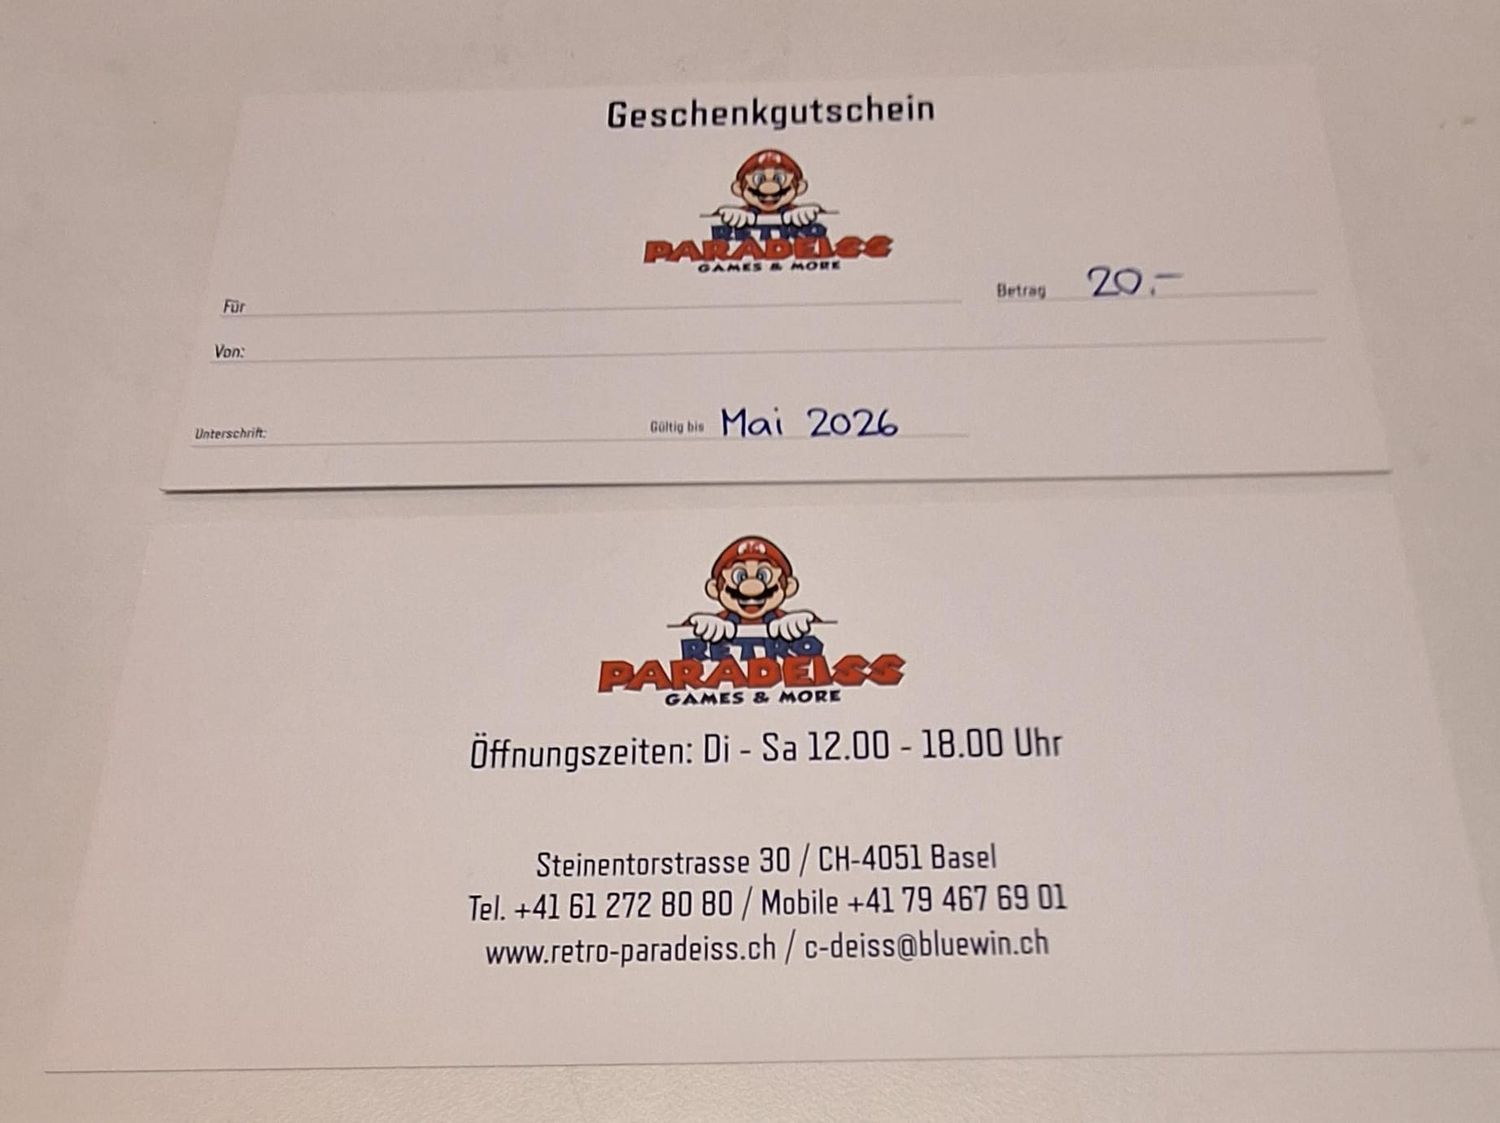 Geschenkgutschein
RETRO
PARADEISS
GAMES & MORE
Für
Betrag 20.-
Von:
Unterschrift:
Gültig bis Mai 2026
RETRO
PARADEISS
GAMES & MORE
Öffnungszeiten: Di - Sa 12.00 - 18.00 Uhr
Steinentorstrasse 30 / CH-4051 Basel
Tel. +41 61 272 80 80 / Mobile +41 79 467 69 01
www.retro-paradeiss.ch / c-deiss@bluewin.ch